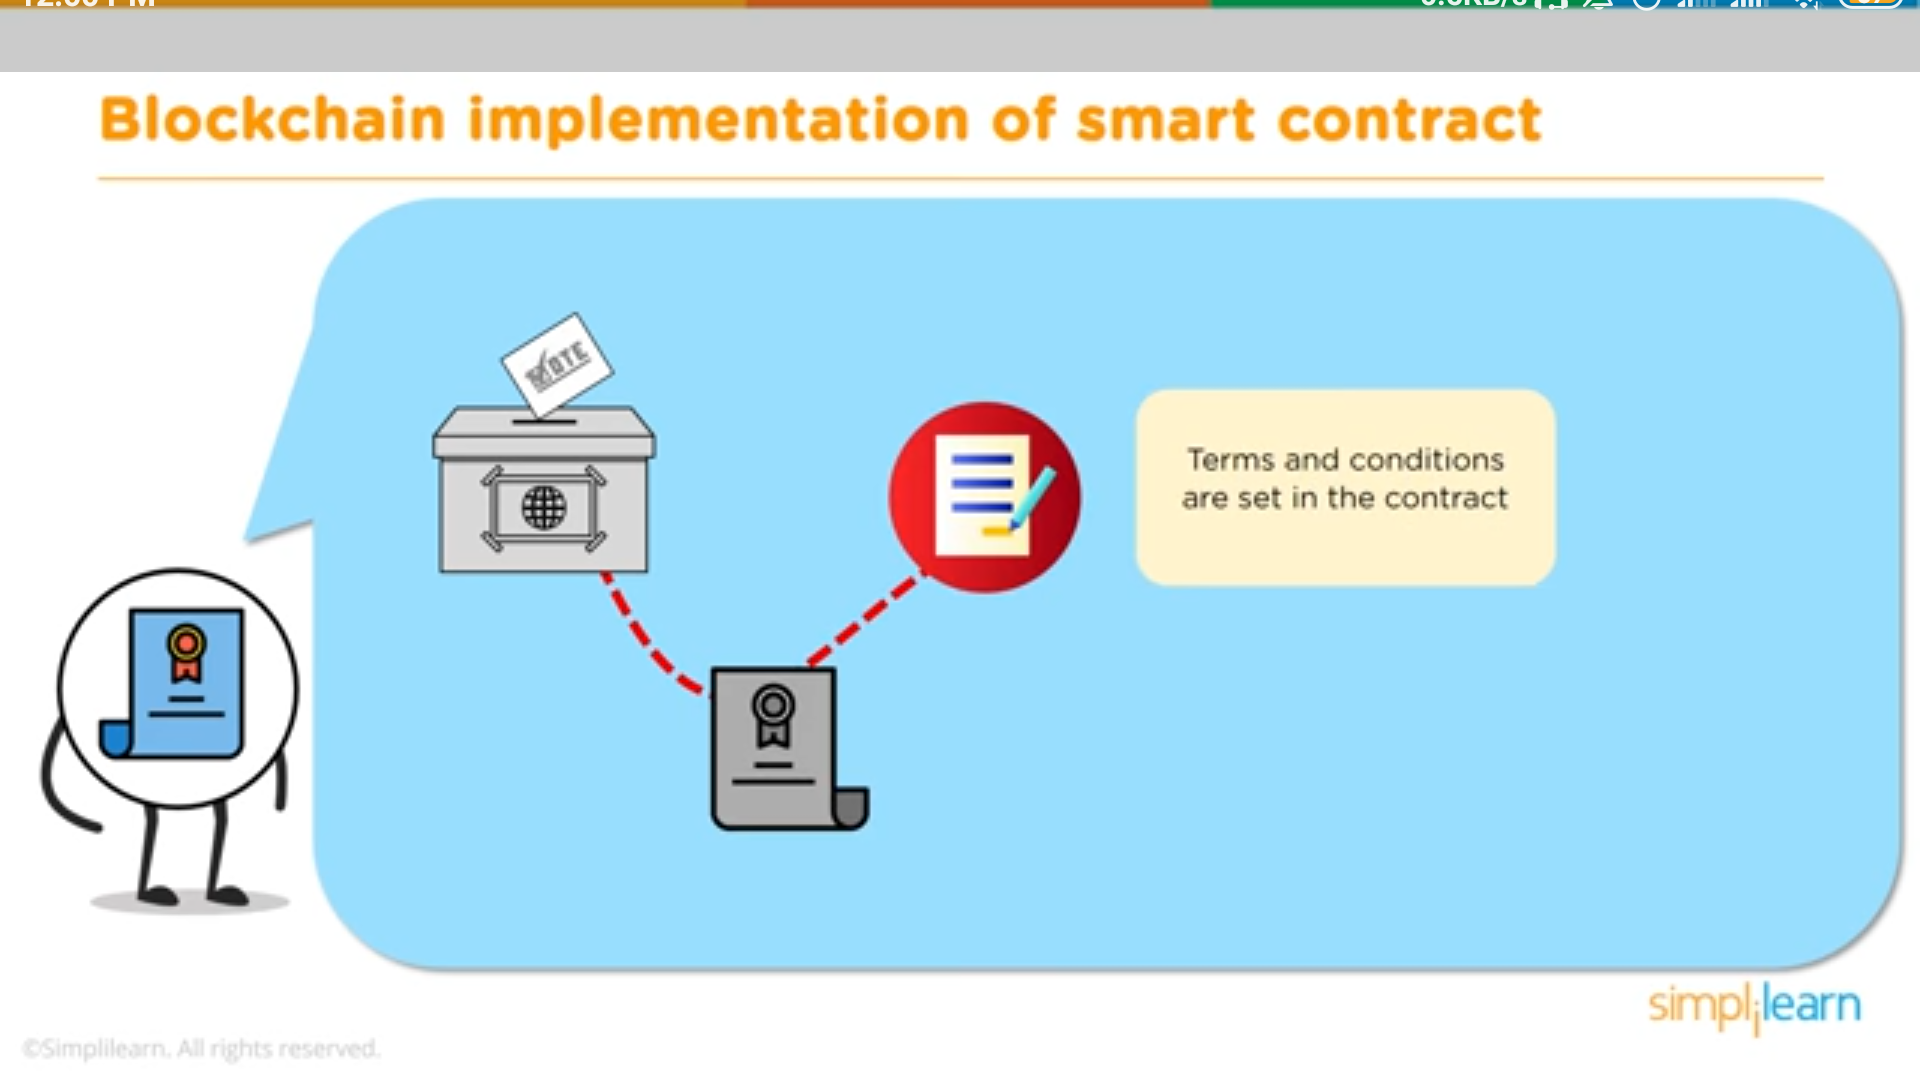 Blockchain implementation of smart contract
VOTE
Terms and conditions
are set in the contract
simplilearn
©Simplilearn. All rights reserved.